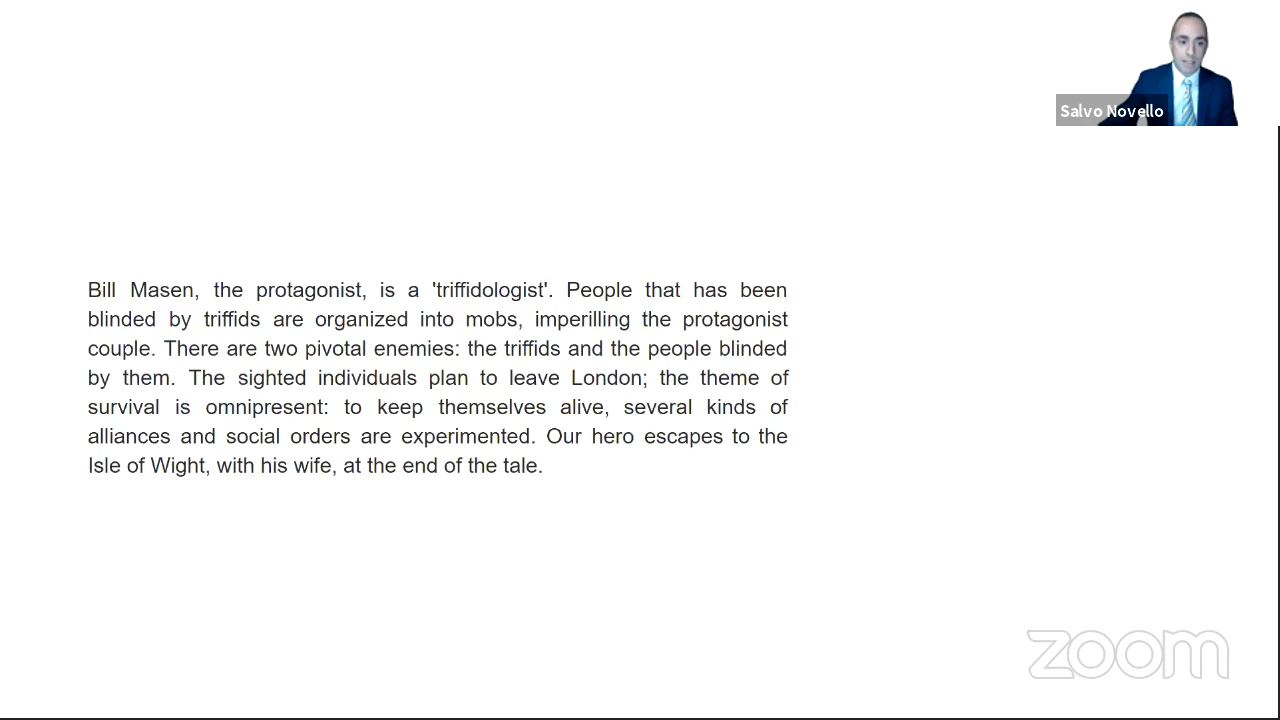 Salvo Novello
Bill Masen, the protagonist, is a 'triffidologist'. People that has been
blinded by triffids are organized into mobs, imperilling the protagonist
couple. There are two pivotal enemies: the triffids and the people blinded
by them. The sighted individuals plan to leave London; the theme of
survival is omnipresent: to keep themselves alive, several kinds of
alliances and social orders are experimented. Our hero escapes to the
Isle of Wight, with his wife, at the end of the tale.
zoom